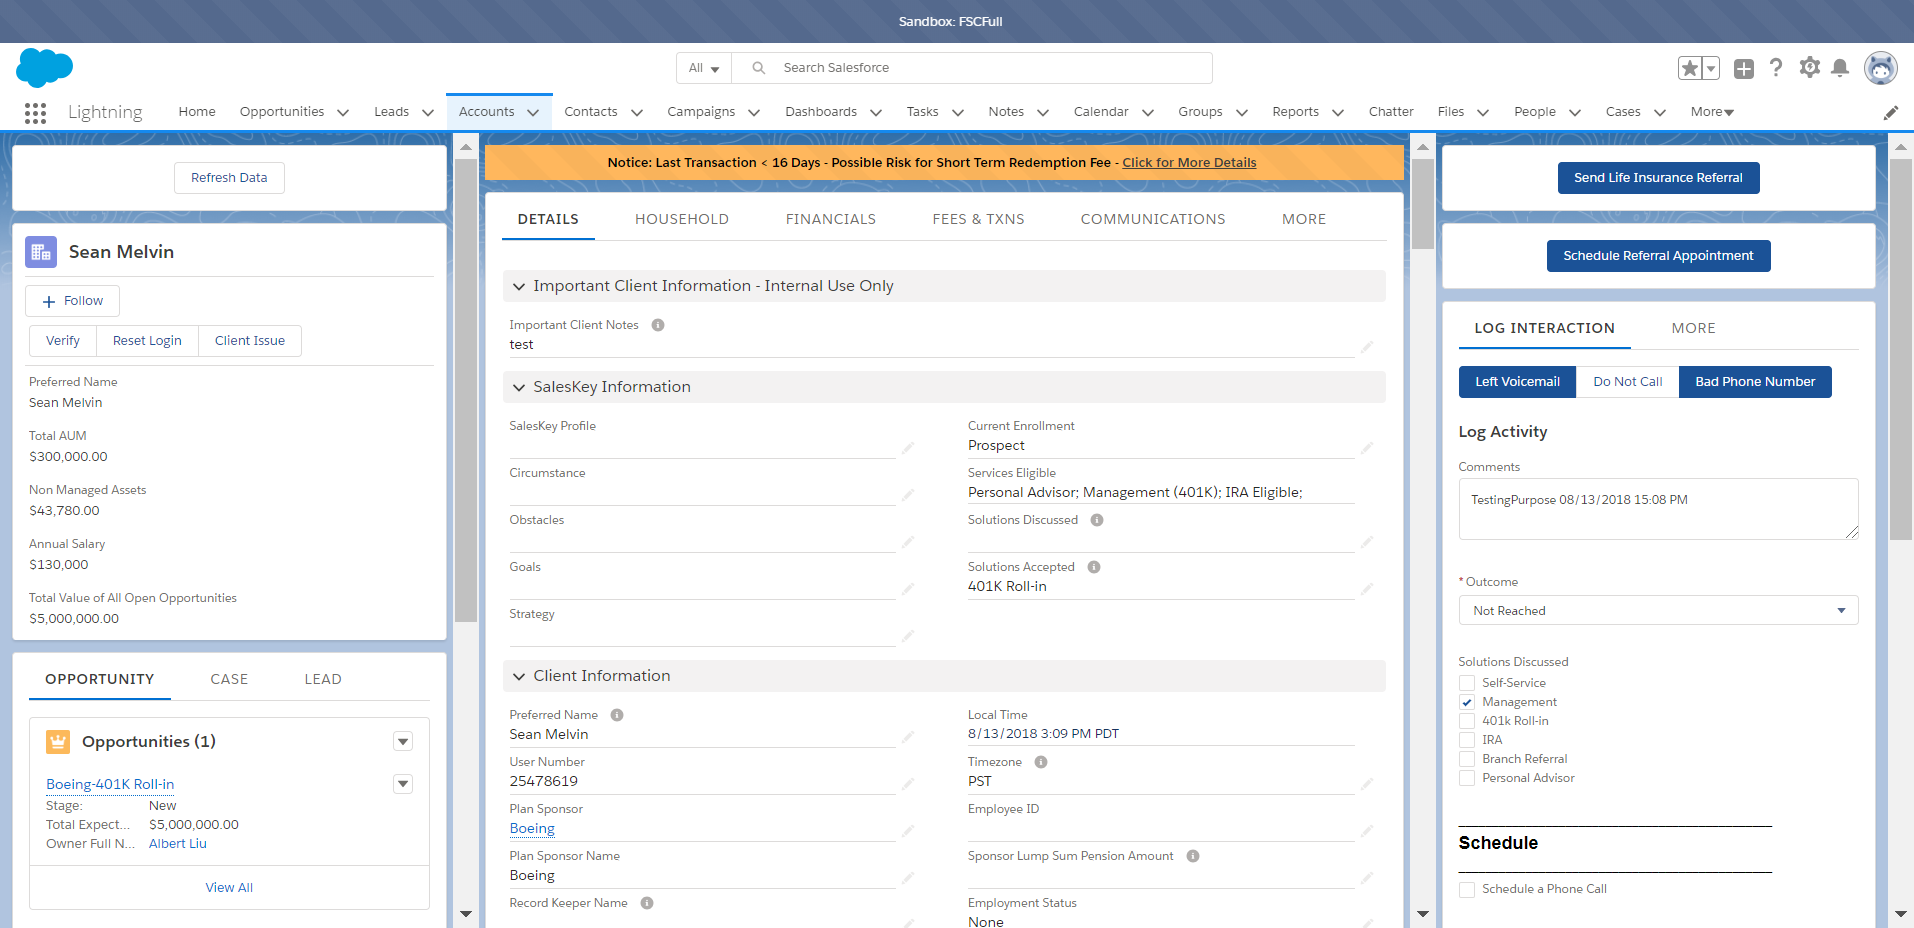 Sandbox: FSCFull
All
Search Salesforce
Lightning
Home
Opportunities
Leads
Accounts
Contacts
Campaigns
Dashboards
Tasks
Notes
Calendar
Groups
Reports
Chatter
Files
People
Cases
More
Refresh Data
Sean Melvin
Follow
Verify
Reset Login
Client Issue
Preferred Name
Sean Melvin
Total AUM
$300,000.00
Non Managed Assets
$43,780.00
Annual Salary
$130,000
Total Value of All Open Opportunities
$5,000,000.00
OPPORTUNITY
CASE
LEAD
Opportunities (1)
Boeing-401K Roll-in
Stage: New
Total Expect... $5,000,000.00
Owner Full N... Albert Liu
View All
Notice: Last Transaction < 16 Days - Possible Risk for Short Term Redemption Fee - Click for More Details
DETAILS
HOUSEHOLD
FINANCIALS
FEES & TXNS
COMMUNICATIONS
MORE
Important Client Information - Internal Use Only
Important Client Notes
test
SalesKey Information
SalesKey Profile
Current Enrollment
Prospect
Circumstance
Services Eligible
Personal Advisor; Management (401K); IRA Eligible;
Obstacles
Solutions Discussed
Goals
Solutions Accepted
401K Roll-in
Strategy
Client Information
Preferred Name
Sean Melvin
Local Time
8/13/2018 3:09 PM PDT
User Number
25478619
Timezone
PST
Plan Sponsor
Boeing
Employee ID
Plan Sponsor Name
Boeing
Sponsor Lump Sum Pension Amount
Record Keeper Name
Employment Status
None
Send Life Insurance Referral
Schedule Referral Appointment
LOG INTERACTION
MORE
Left Voicemail
Do Not Call
Bad Phone Number
Log Activity
Comments
TestingPurpose 08/13/2018 15:08 PM
* Outcome
Not Reached
Solutions Discussed
Self-Service
Management
401k Roll-in
IRA
Branch Referral
Personal Advisor
Schedule
Schedule a Phone Call